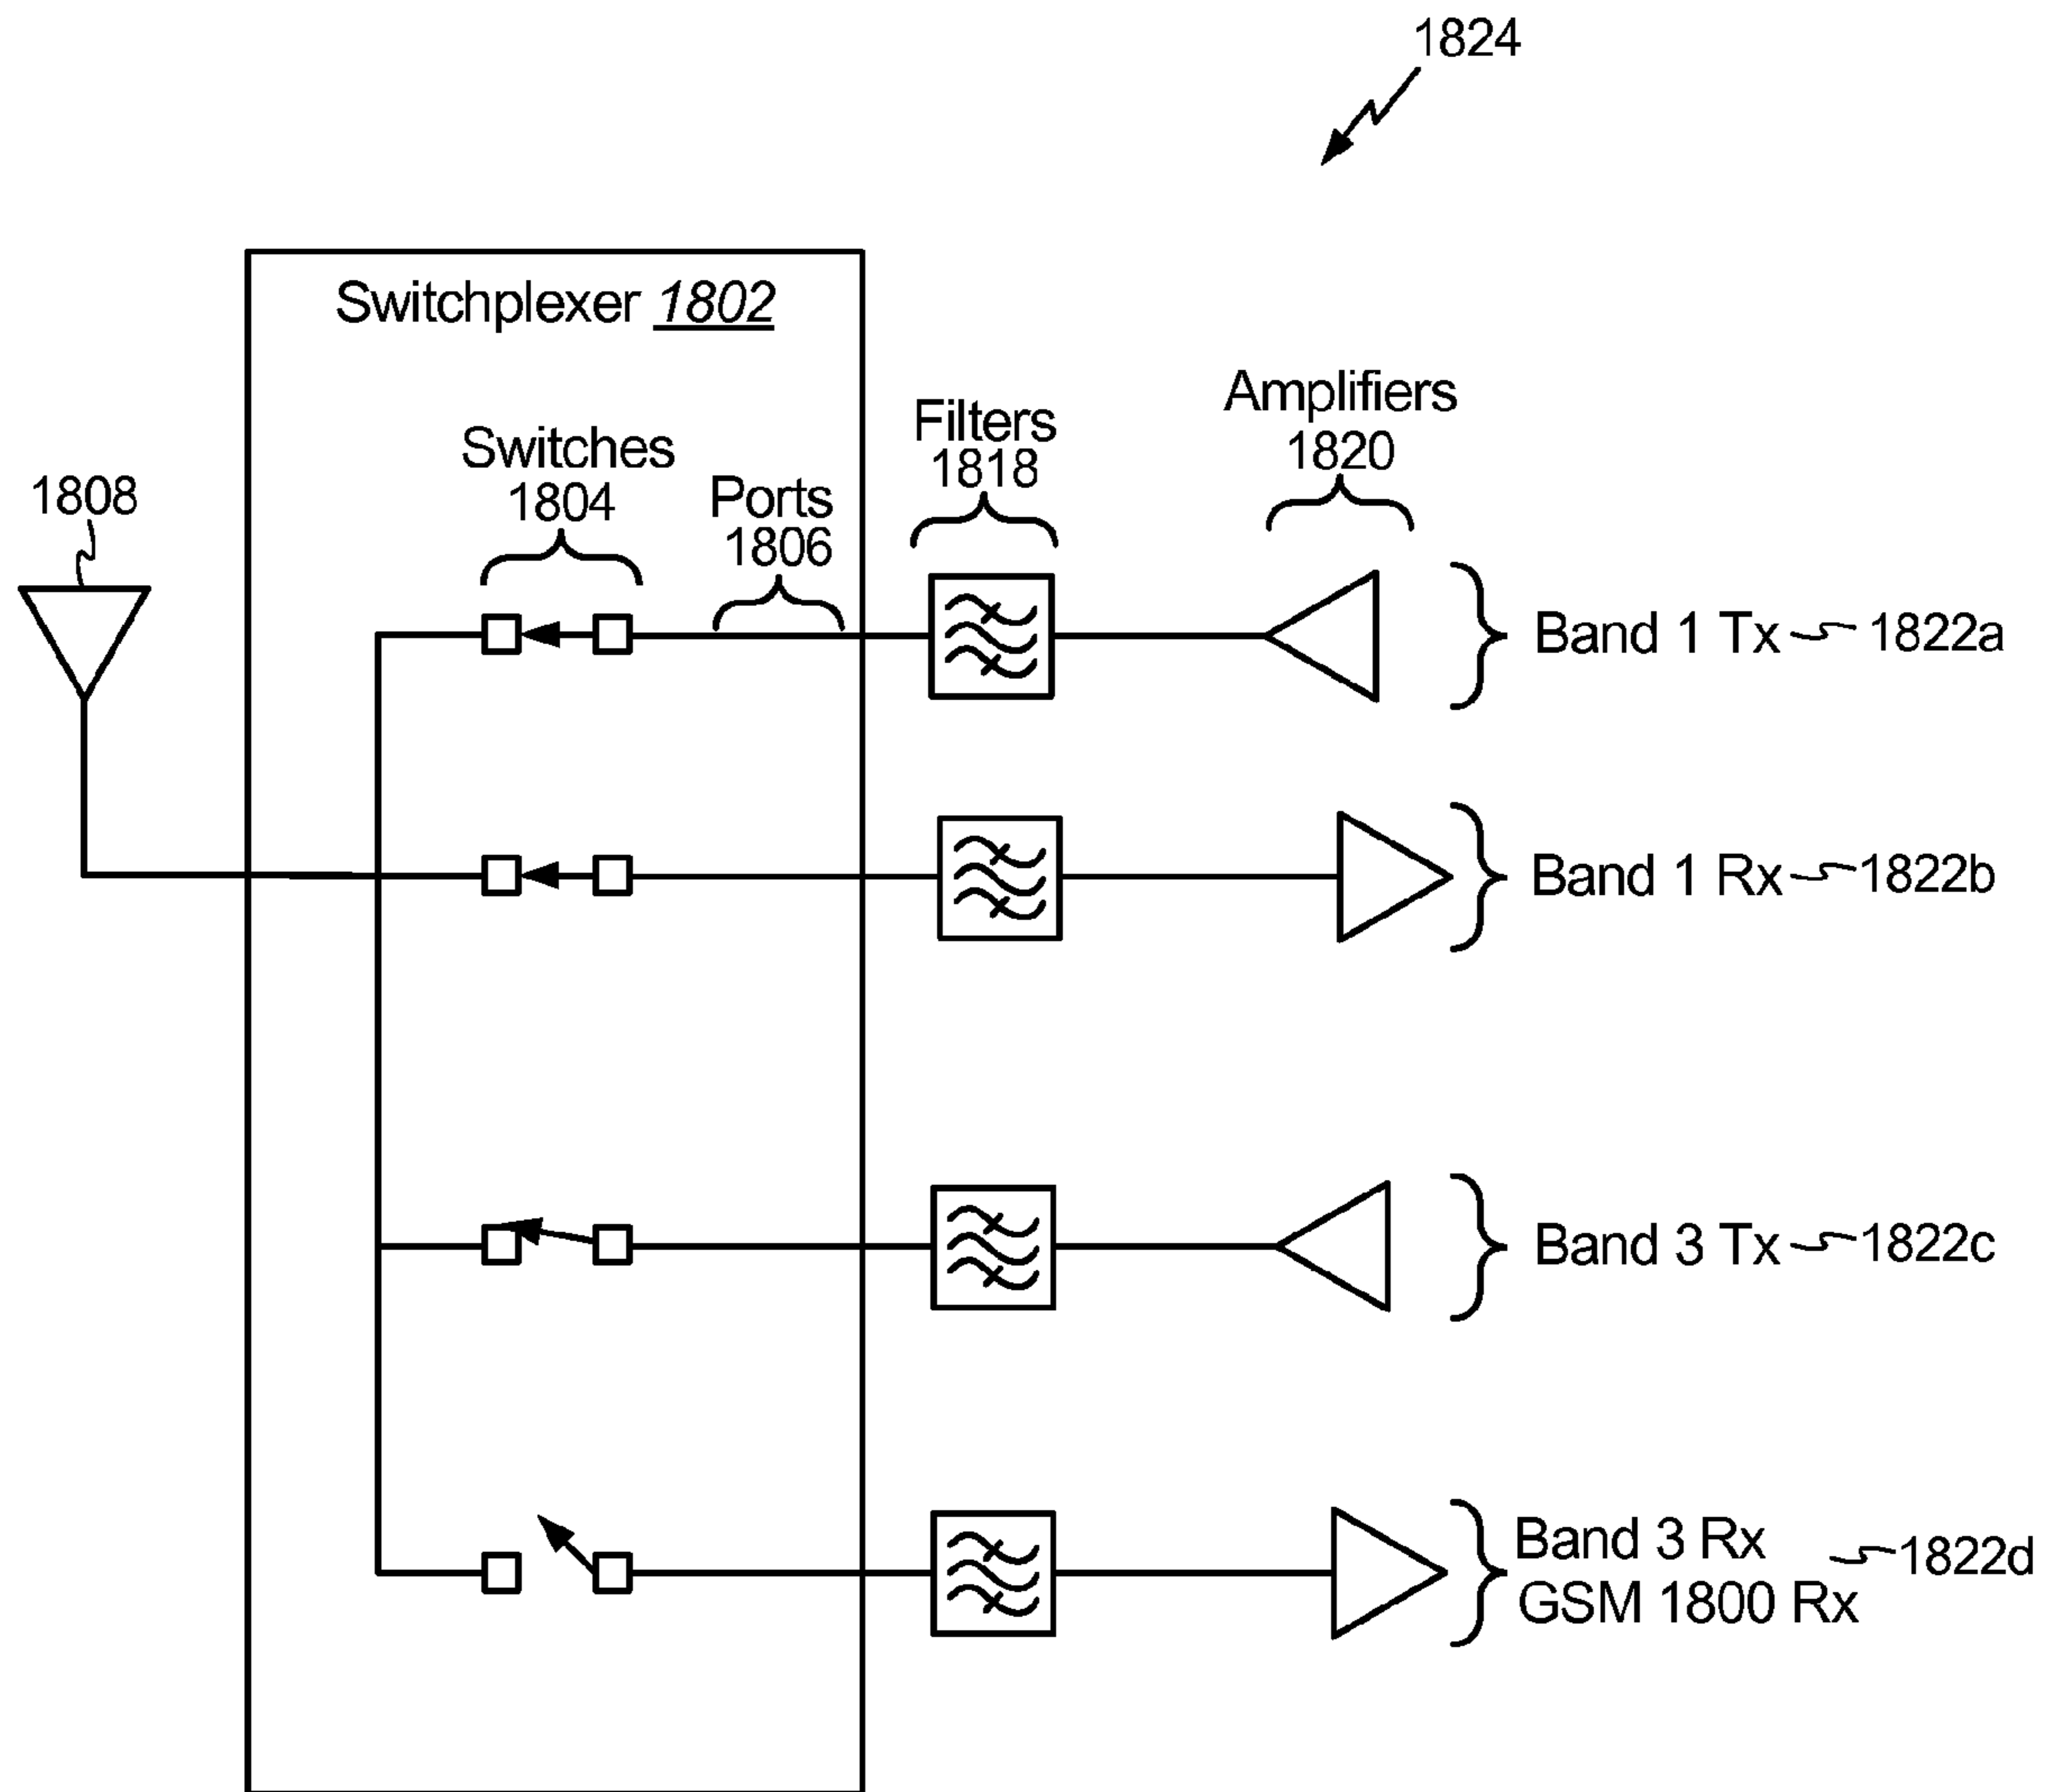 1824
Switchplexer 1802
Amplifiers
1820
Filters
1818
Switches
1804
Ports
1806
1808
Band 1 Tx 1822a
Band 1 Rx 1822b
Band 3 Tx 1822c
Band 3 Rx
GSM 1800 Rx
1822d